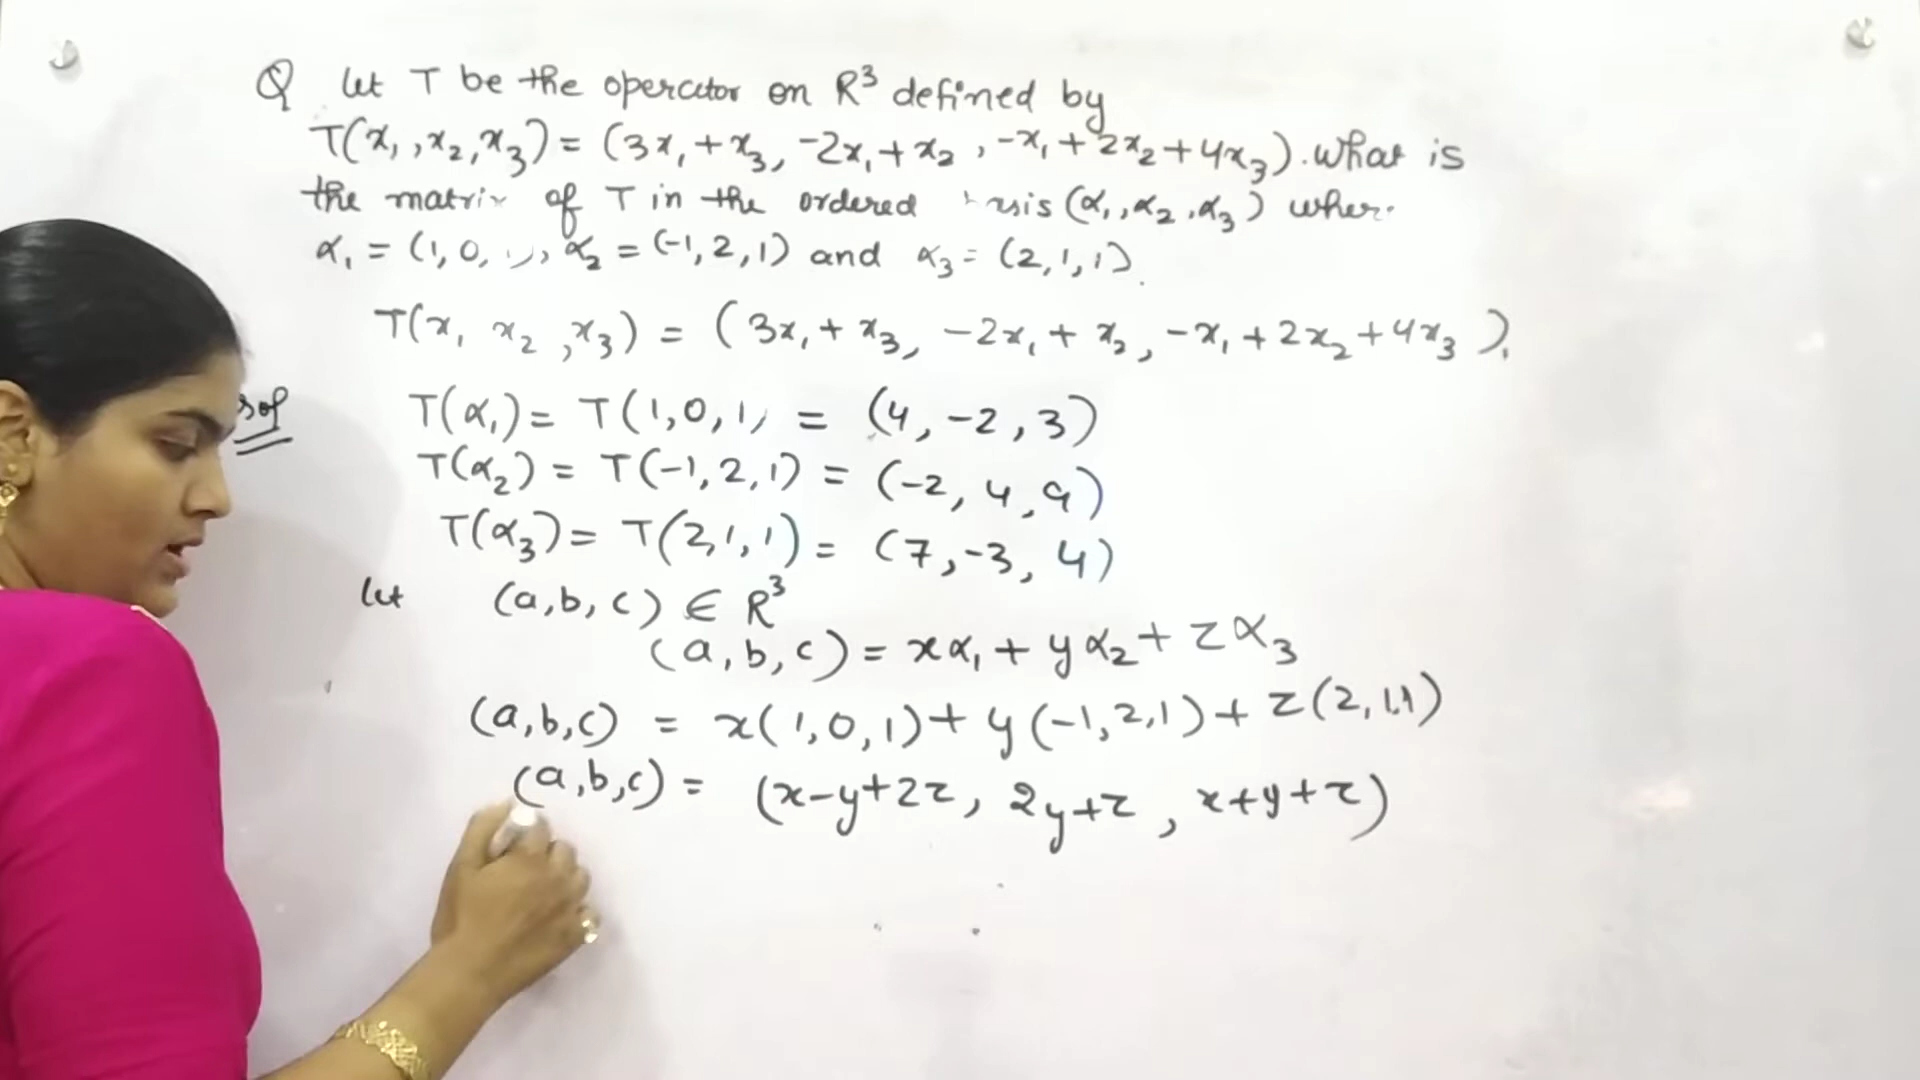 Q Let T be the operator on R³ defined by
T(x₁, x₂, x₃) = (3x₁ + x₃, -2x₁ + x₂, -x₁ + 2x₂ + 4x₃). What is
the matrix of T in the ordered (α₁, α₂, α₃) wher
α₁ = (1, 0, α₂ = (-1, 2, 1) and α₃ = (2, 1, 1).
T(x₁ x₂, x₃) = (3x₁ + x₃, -2x₁ + x₂, -x₁ + 2x₂ + 4x₃).
Sol
T(α₁) = T(1, 0, 1) = (4, -2, 3)
T(α₂) = T(-1, 2, 1) = (-2, 4, 9)
T(α₃) = T(2, 1, 1) = (7, -3, 4)
let (a, b, c) ∈ R³
(a, b, c) = xα₁ + yα₂ + zα₃
(a, b, c) = x(1, 0, 1) + y(-1, 2, 1) + z(2, 1, 1)
(a, b, c) = (x-y+2z, 2y+z, x+y+z)